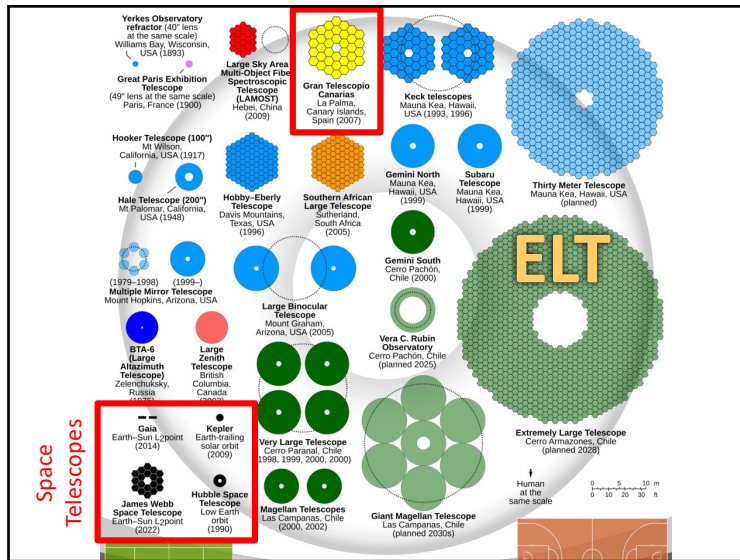 Yerkes Observatory
refractor (40″ lens
at the same scale)
Williams Bay, Wisconsin,
USA (1893)
Great Paris Exhibition
Telescope
(49″ lens at the same scale)
Paris, France (1900)
Large Sky Area
Multi-Object Fiber
Spectroscopic
Telescope
(LAMOST)
Hebei, China
(2009)
Gran Telescopio
Canarias
La Palma,
Canary Islands,
Spain (2007)
Keck telescopes
Mauna Kea, Hawaii,
USA (1993, 1996)
Hooker Telescope (100″)
Mt Wilson,
California, USA (1917)
Hale Telescope (200″)
Mt Palomar, California,
USA (1948)
Hobby–Eberly
Telescope
Davis Mountains,
Texas, USA
(1996)
Southern African
Large Telescope
Sutherland,
South Africa
(2005)
Gemini North
Mauna Kea,
Hawaii, USA
(1999)
Subaru
Telescope
Mauna Kea,
Hawaii, USA
(1999)
Thirty Meter Telescope
Mauna Kea, Hawaii, USA
(planned)
(1979–1998) (1999–)
Multiple Mirror Telescope
Mount Hopkins, Arizona, USA
Large Binocular
Telescope
Mount Graham,
Arizona, USA (2005)
Gemini South
Cerro Pachón,
Chile (2000)
ELT
BTA-6
(Large
Altazimuth
Telescope)
Zelenchuksky,
Russia
Large
Zenith
Telescope
British
Columbia,
Canada
Vera C. Rubin
Observatory
Cerro Pachón, Chile
(planned 2025)
Very Large Telescope
Cerro Paranal, Chile
(1998, 1999, 2000, 2000)
Extremely Large Telescope
Cerro Armazones, Chile
(planned 2028)
Space
Telescopes
Gaia
Earth–Sun L2point
(2014)
Kepler
Earth-trailing
solar orbit
(2009)
James Webb
Space Telescope
Earth–Sun L2point
(2022)
Hubble Space
Telescope
Low Earth
orbit
(1990)
Magellan Telescopes
Las Campanas, Chile
(2000, 2002)
Giant Magellan Telescope
Las Campanas, Chile
(planned 2030s)
Human
at the
same scale
0 5 10 m
0 10 20 30 ft